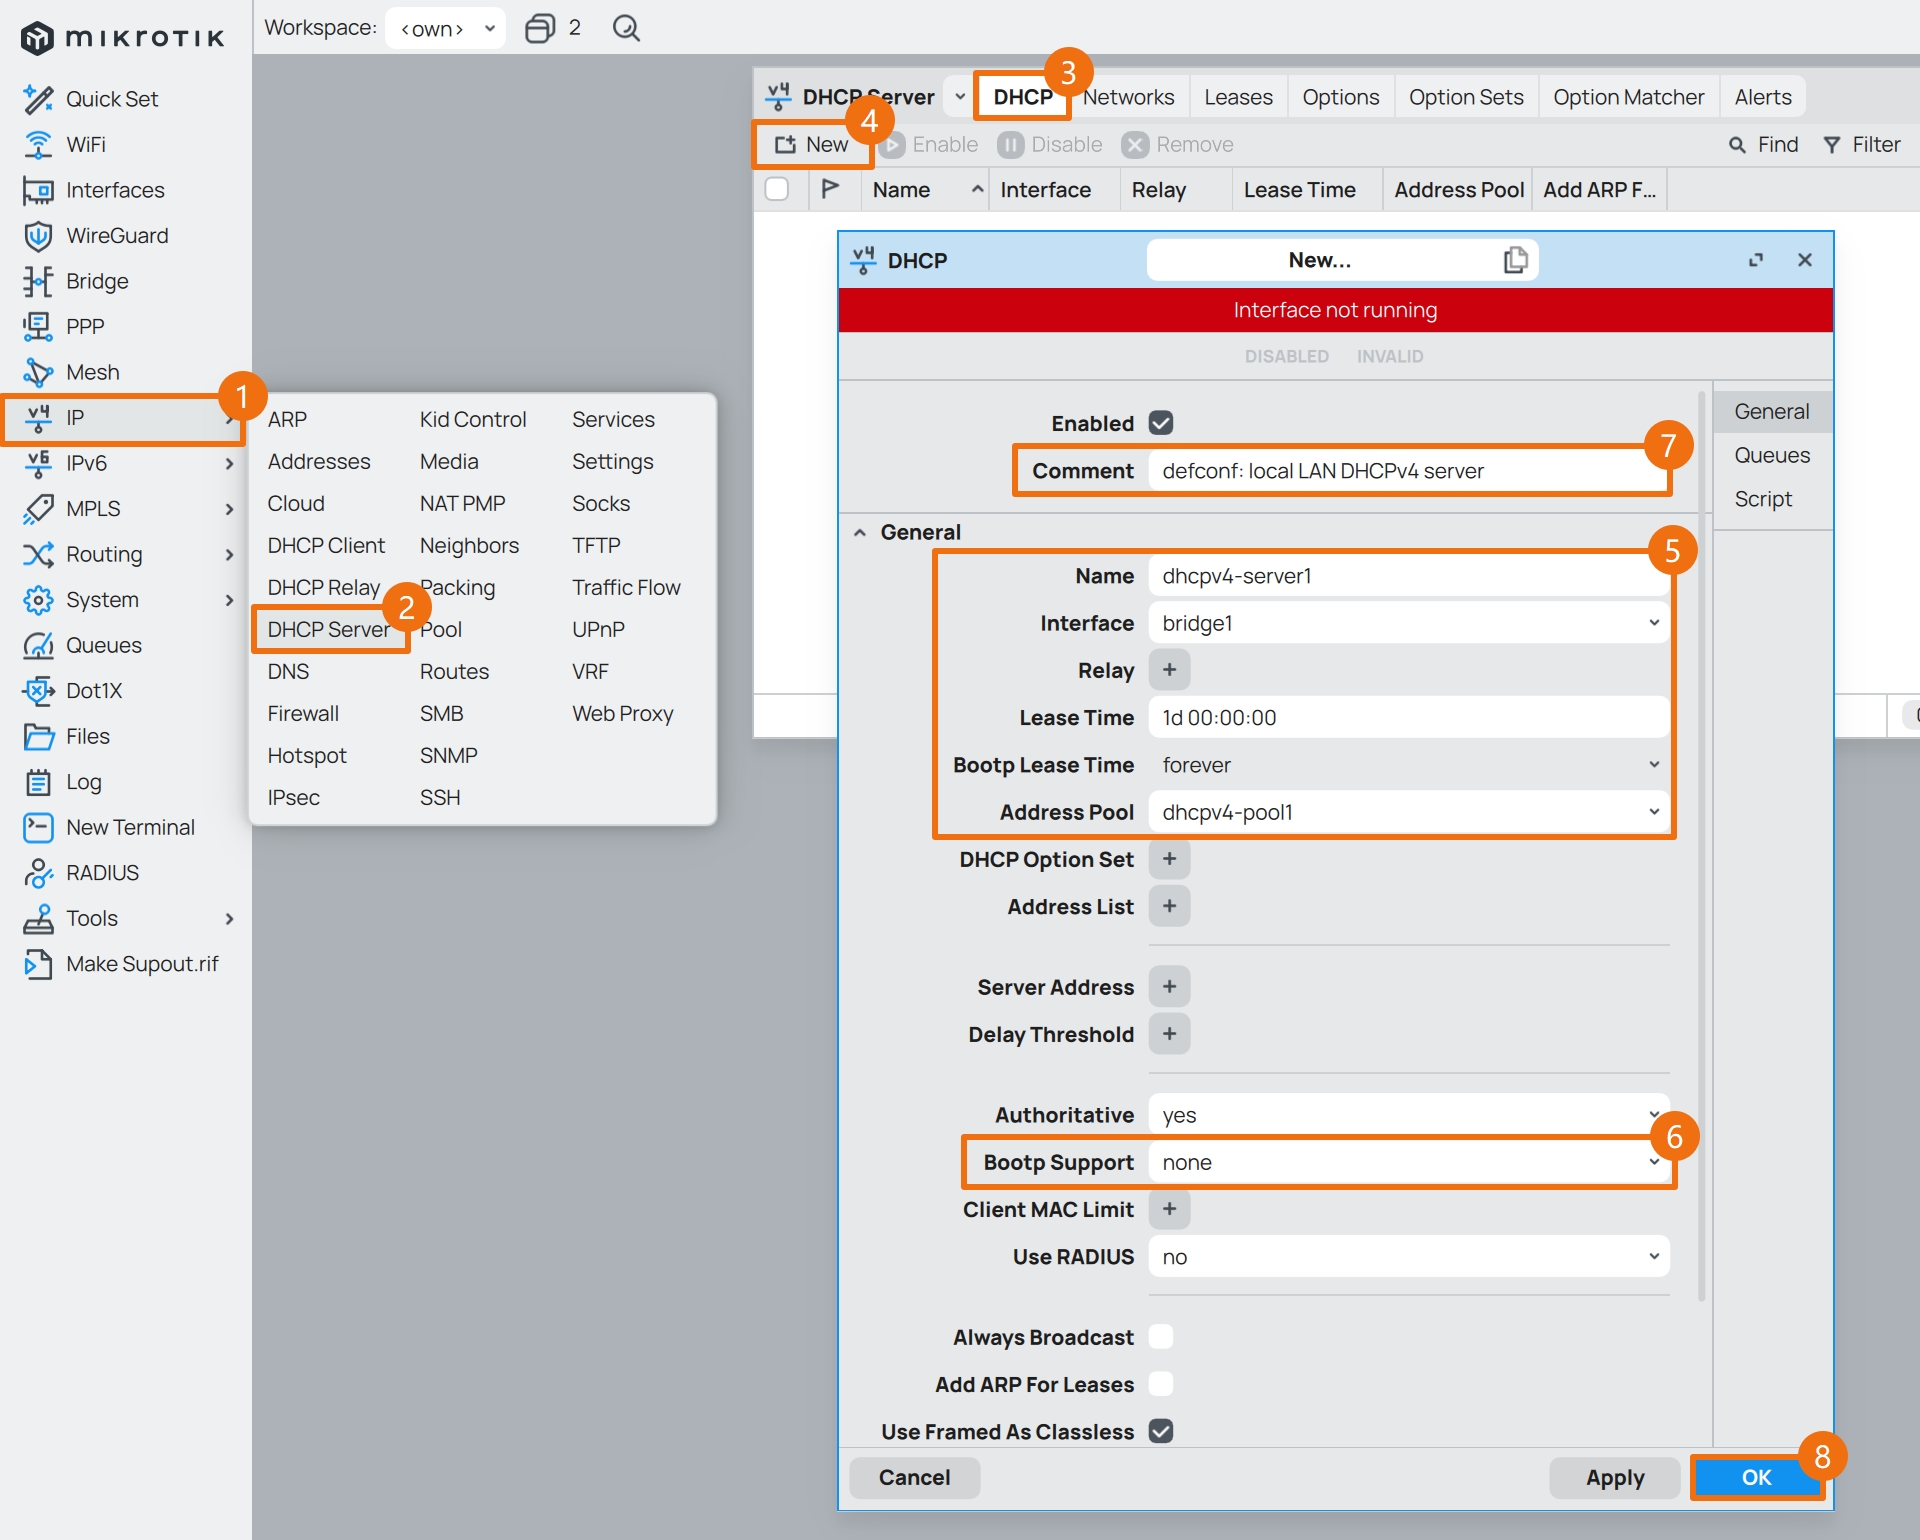 mikrotik
Workspace: <own> 2
Quick Set
WiFi
Interfaces
WireGuard
Bridge
PPP
Mesh
IP
1
IPv6
MPLS
Routing
System
Queues
Dot1X
Files
Log
New Terminal
RADIUS
Tools
Make Supout.rif
ARP Kid Control Services
Addresses Media Settings
Cloud NAT PMP Socks
DHCP Client Neighbors TFTP
DHCP Relay Packing Traffic Flow
2
DHCP Server Pool UPnP
DNS Routes VRF
Firewall SMB Web Proxy
Hotspot SNMP
IPsec SSH
3
DHCP Server DHCP Networks Leases Options Option Sets Option Matcher Alerts
4
New Enable Disable Remove Find Filter
Name Interface Relay Lease Time Address Pool Add ARP F...
DHCP New...
Interface not running
DISABLED INVALID
General
Queues
Script
Enabled
7
Comment defconf: local LAN DHCPv4 server
General
5
Name dhcpv4-server1
Interface bridge1
Relay +
Lease Time 1d 00:00:00
Bootp Lease Time forever
Address Pool dhcpv4-pool1
DHCP Option Set +
Address List +
Server Address +
Delay Threshold +
Authoritative yes
6
Bootp Support none
Client MAC Limit +
Use RADIUS no
Always Broadcast
Add ARP For Leases
Use Framed As Classless
8
Cancel Apply OK